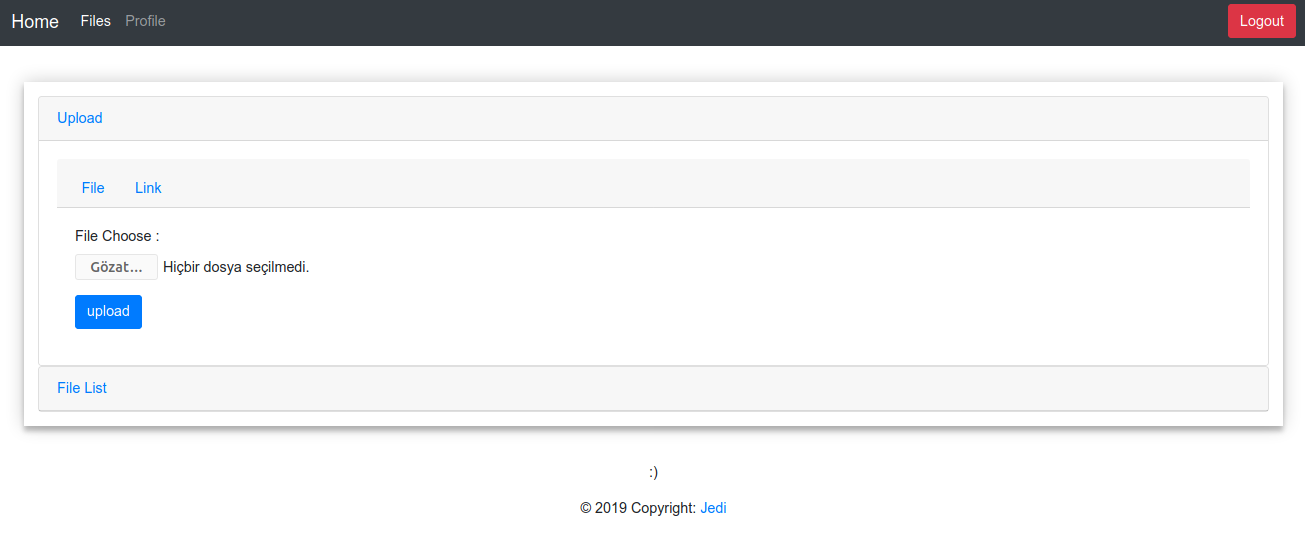 Home Files Profile Logout
Upload
File Link
File Choose :
Gözat... Hiçbir dosya seçilmedi.
upload
File List
:)
© 2019 Copyright: Jedi